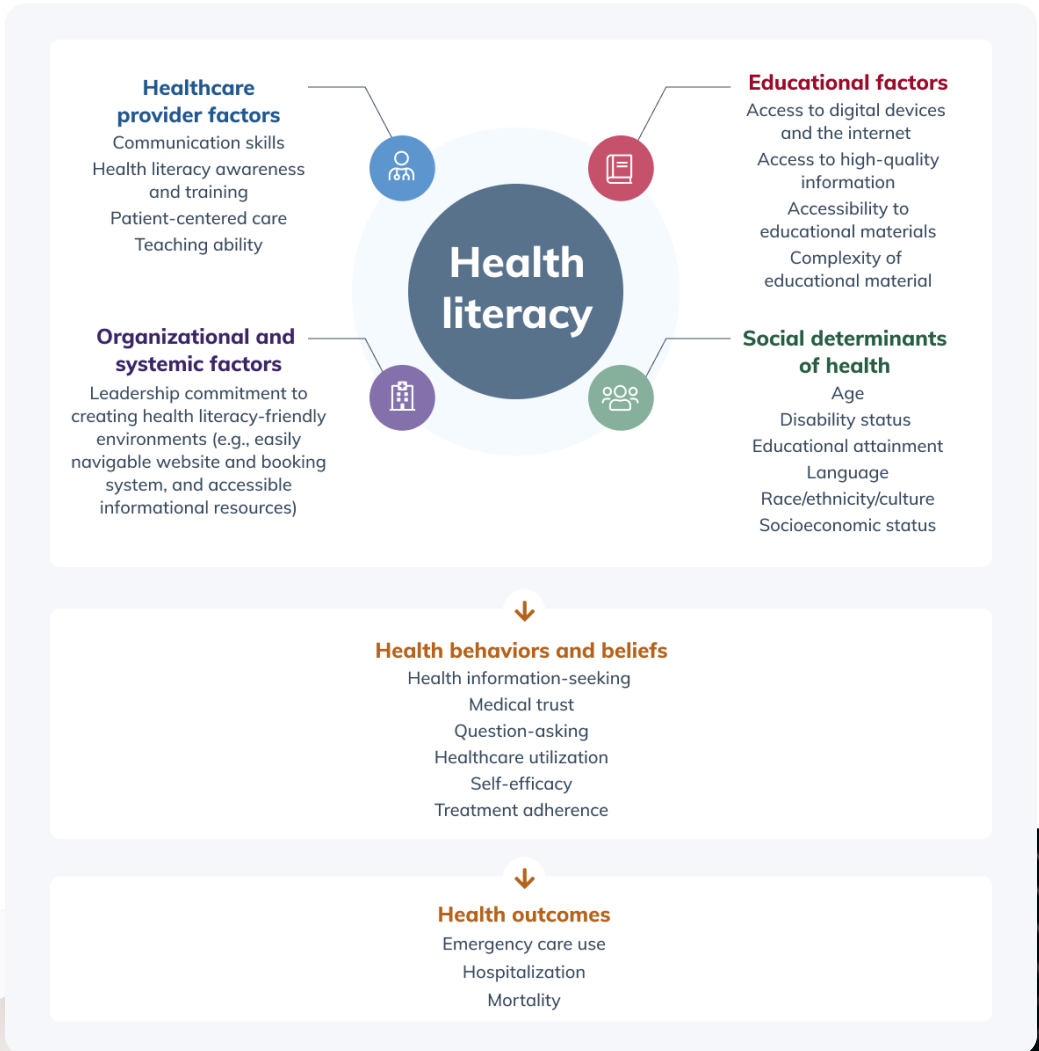 Healthcare
provider factors
Communication skills
Health literacy awareness
and training
Patient-centered care
Teaching ability
Educational factors
Access to digital devices
and the internet
Access to high-quality
information
Accessibility to
educational materials
Complexity of
educational material
Health
literacy
Organizational and
systemic factors
Leadership commitment to
creating health literacy-friendly
environments (e.g., easily
navigable website and booking
system, and accessible
informational resources)
Social determinants
of health
Age
Disability status
Educational attainment
Language
Race/ethnicity/culture
Socioeconomic status
Health behaviors and beliefs
Health information-seeking
Medical trust
Question-asking
Healthcare utilization
Self-efficacy
Treatment adherence
Health outcomes
Emergency care use
Hospitalization
Mortality